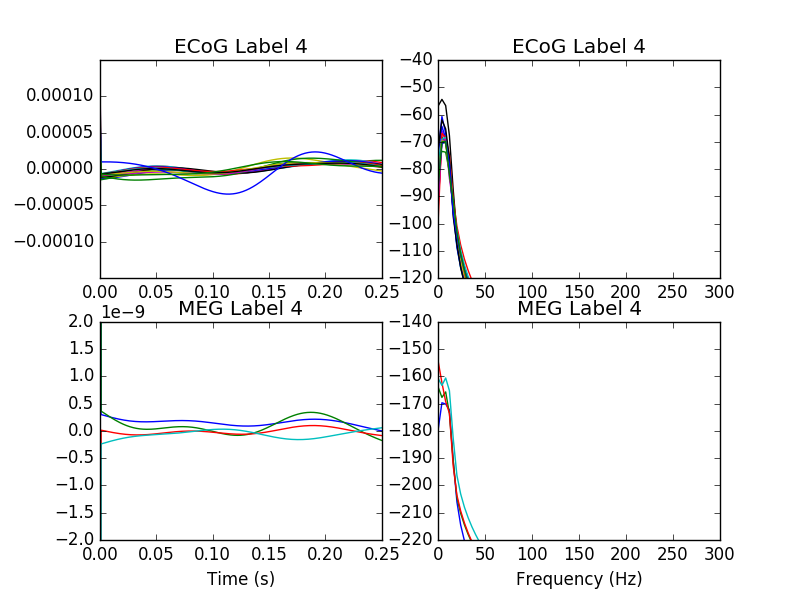 ECoG Label 4
0.00010
0.00005
0.00000
−0.00005
−0.00010
0.00 0.05 0.10 0.15 0.20 0.25
ECoG Label 4
−40
−50
−60
−70
−80
−90
−100
−110
−120
0 50 100 150 200 250 300
MEG Label 4
1e−9
2.0
1.5
1.0
0.5
0.0
−0.5
−1.0
−1.5
−2.0
0.00 0.05 0.10 0.15 0.20 0.25
Time (s)
MEG Label 4
−140
−150
−160
−170
−180
−190
−200
−210
−220
0 50 100 150 200 250 300
Frequency (Hz)